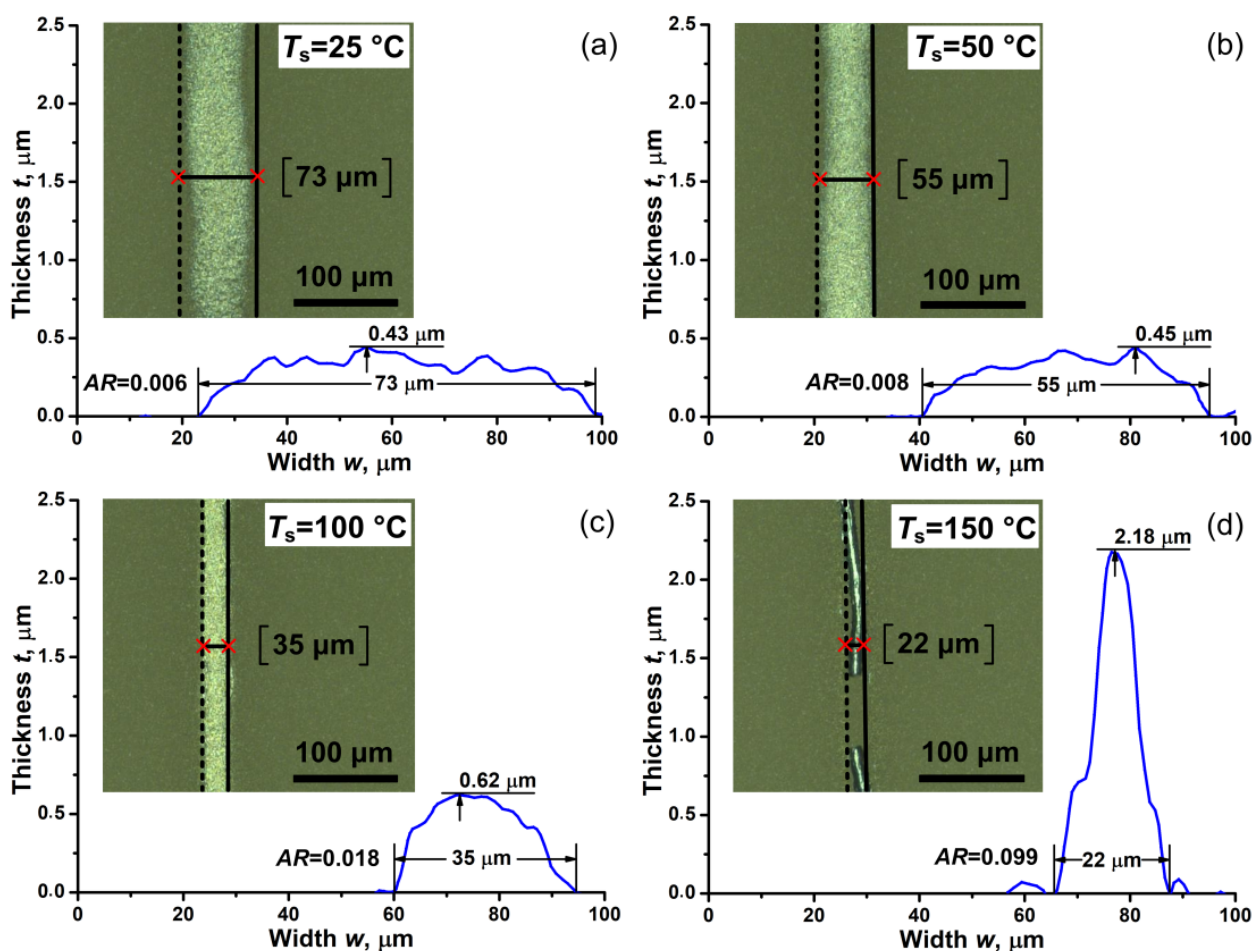 2.5
2.0
1.5
1.0
0.5
0.0
Thickness t, μm
Ts=25 °C
(a)
[73 μm]
100 μm
0.43 μm
AR=0.006
73 μm
0 20 40 60 80 100
Width w, μm
2.5
2.0
1.5
1.0
0.5
0.0
Thickness t, μm
Ts=50 °C
(b)
[55 μm]
100 μm
0.45 μm
AR=0.008
55 μm
0 20 40 60 80 100
Width w, μm
2.5
2.0
1.5
1.0
0.5
0.0
Thickness t, μm
Ts=100 °C
(c)
[35 μm]
100 μm
0.62 μm
AR=0.018
35 μm
0 20 40 60 80 100
Width w, μm
2.5
2.0
1.5
1.0
0.5
0.0
Thickness t, μm
Ts=150 °C
(d)
2.18 μm
[22 μm]
100 μm
AR=0.099
22 μm
0 20 40 60 80 100
Width w, μm